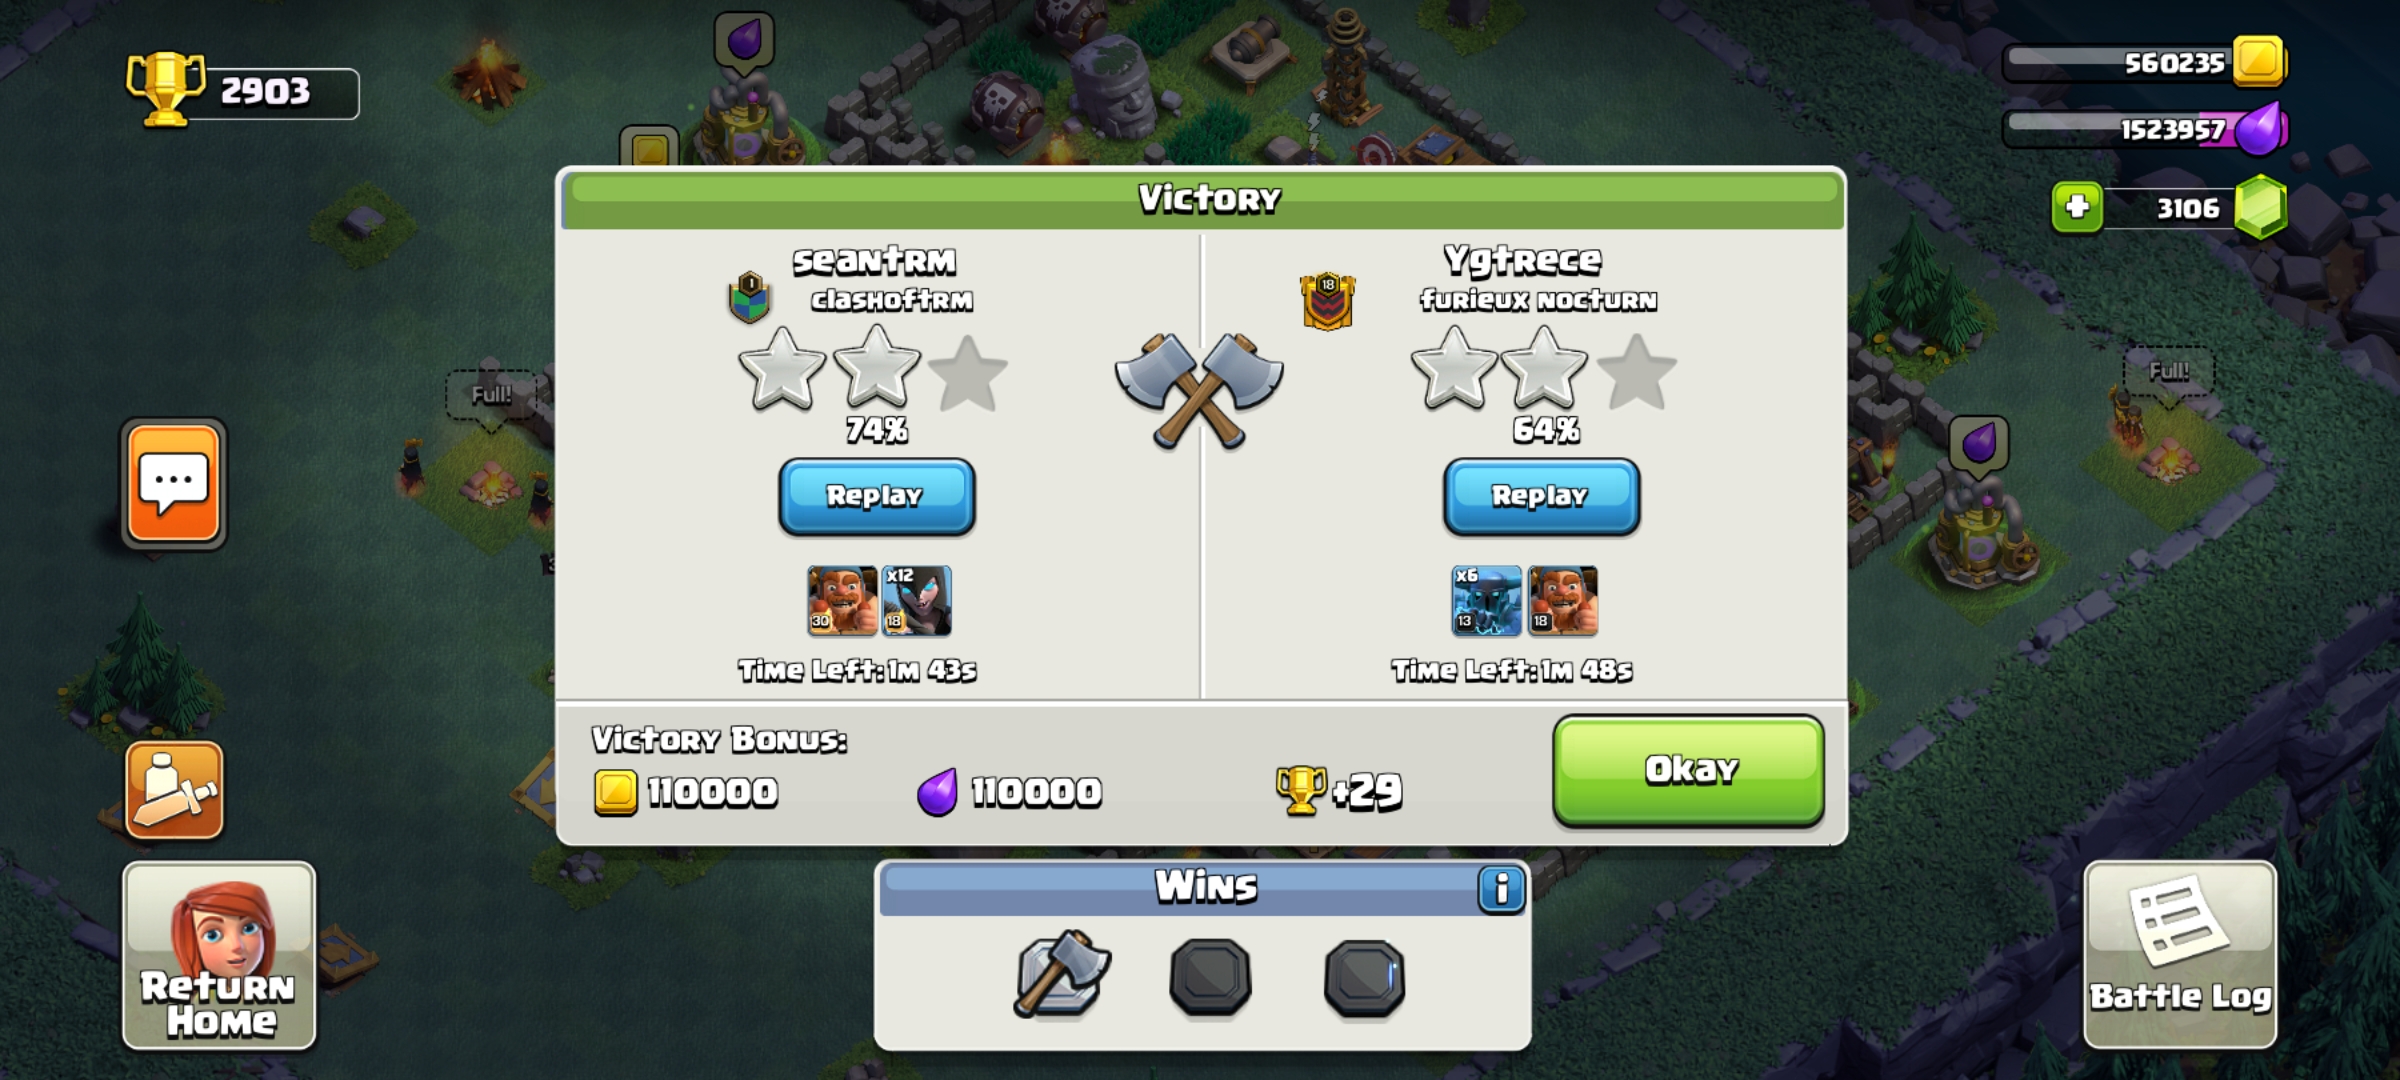 2903
560235
1523957
3106
Victory
seantrm
clashoftrm
1
Ygtrece
furieux nocturn
18
74%
64%
Full!
Full!
Replay
Replay
30
x12
18
x6
13
18
Time Left:1m 43s
Time Left:1m 48s
Victory Bonus:
110000
110000
+29
Okay
Wins
i
Return
Home
Battle Log